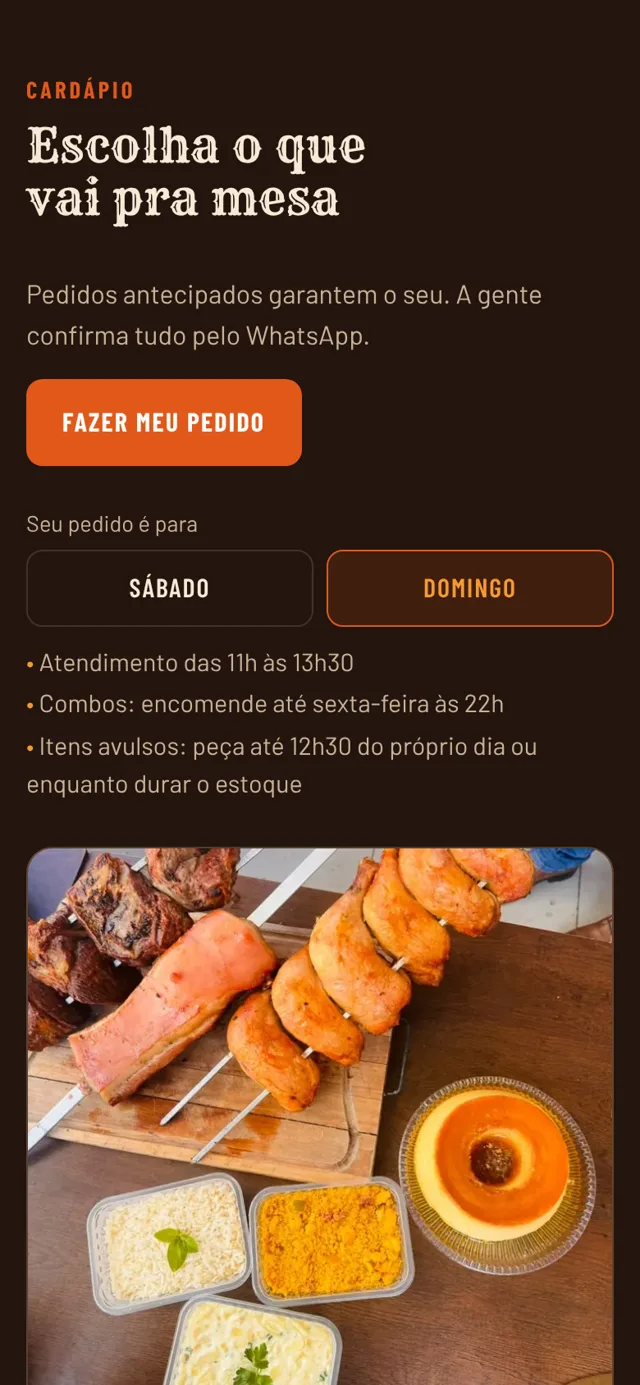 CARDÁPIO
Escolha o que
vai pra mesa
Pedidos antecipados garantem o seu. A gente
confirma tudo pelo WhatsApp.
FAZER MEU PEDIDO
Seu pedido é para
SÁBADO
DOMINGO
• Atendimento das 11h às 13h30
• Combos: encomende até sexta-feira às 22h
• Itens avulsos: peça até 12h30 do próprio dia ou
enquanto durar o estoque